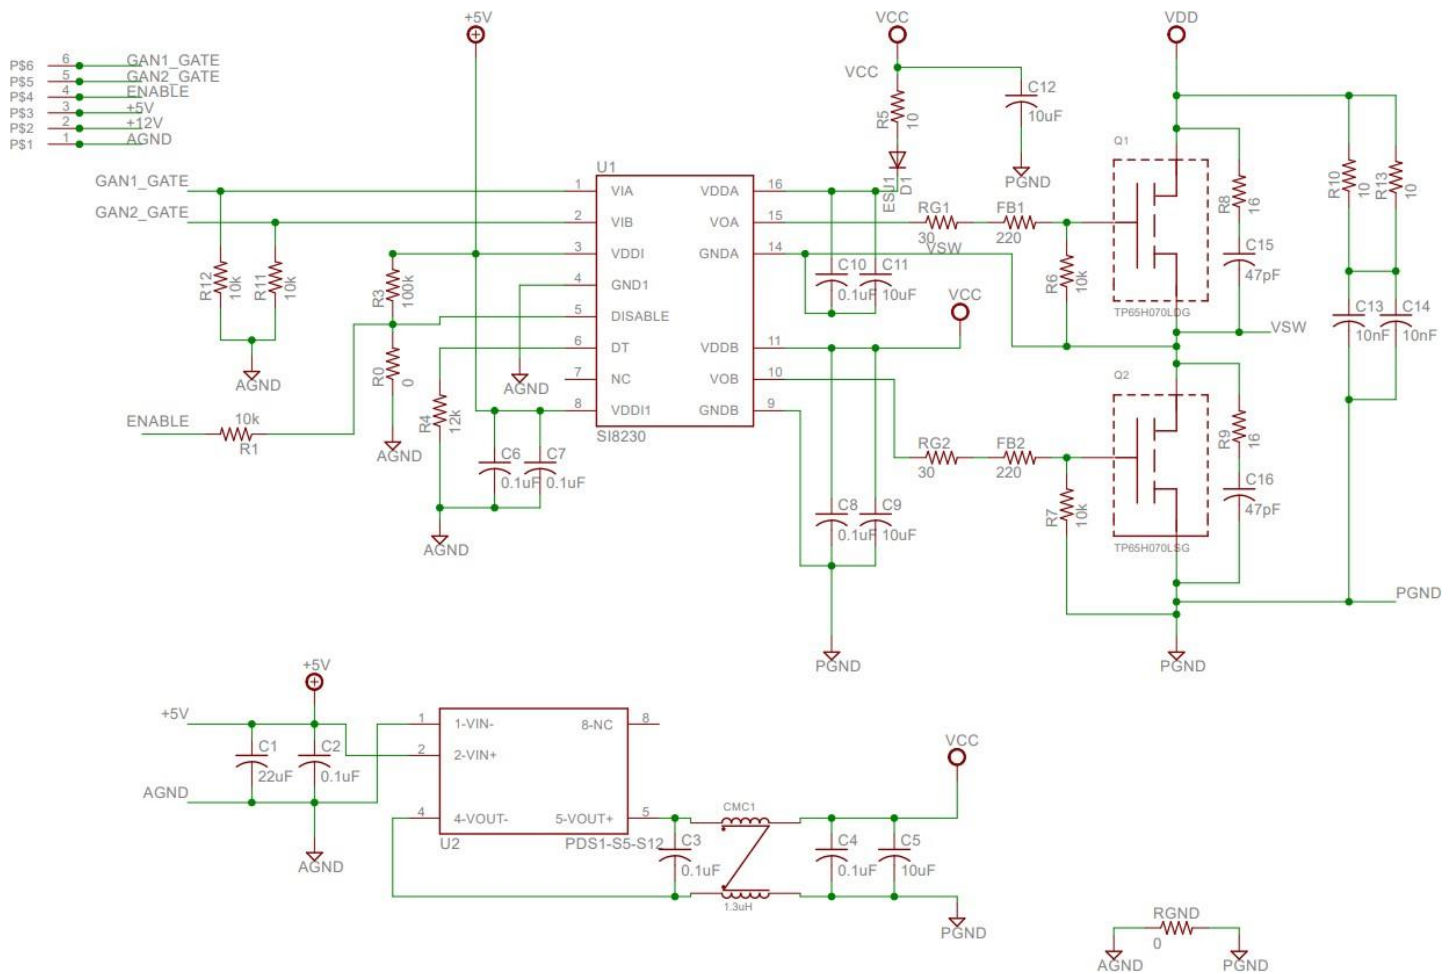 +5V
VCC
VDD
P$6 6 GAN1_GATE
P$5 5 GAN2_GATE
P$4 4 ENABLE
P$3 3 +5V
P$2 2 +12V
P$1 1 AGND
VCC
R5
10
C12
10uF
PGND
ES1J
D1
GAN1_GATE
GAN2_GATE
R12
10k
R11
10k
AGND
R3
100k
R0
0
AGND
ENABLE
10k
R1
R4
12k
AGND
AGND
C6
0.1uF
C7
0.1uF
U1
1 VIA
2 VIB
3 VDDI
4 GND1
5 DISABLE
6 DT
7 NC
8 VDDI1
VDDA 16
VOA 15
GNDA 14
VDDB 11
VOB 10
GNDB 9
SI8230
C10
0.1uF
C11
10uF
RG1
30
VSW
FB1
220
R6
10k
Q1
TP65H070LDG
R8
16
C15
47pF
VSW
R10
10
R13
10
C13
10nF
C14
10nF
VCC
C8
0.1uF
C9
10uF
PGND
RG2
30
FB2
220
R7
10k
Q2
TP65H070LSG
R9
16
C16
47pF
PGND
PGND
+5V
+5V
AGND
C1
22uF
C2
0.1uF
AGND
1 1-VIN-
2 2-VIN+
4 4-VOUT-
8-NC 8
5-VOUT+ 5
U2
PDS1-S5-S12
C3
0.1uF
CMC1
1.3uH
C4
0.1uF
C5
10uF
VCC
PGND
RGND
0
AGND
PGND